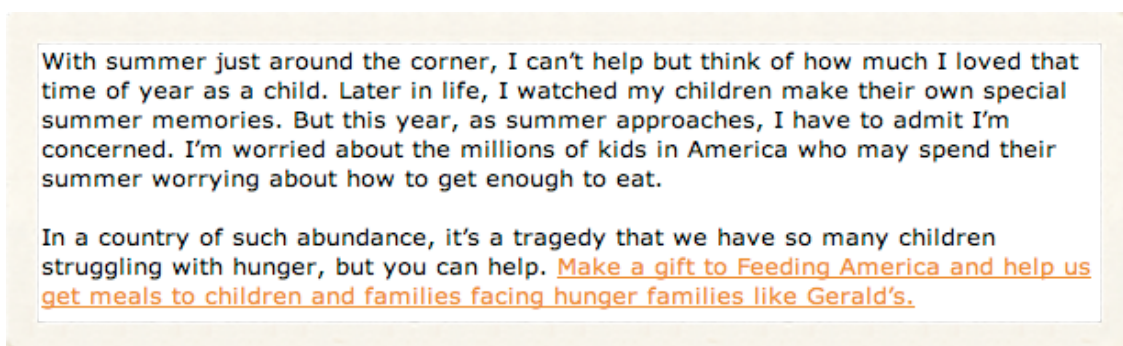 With summer just around the corner, I can’t help but think of how much I loved that
time of year as a child. Later in life, I watched my children make their own special
summer memories. But this year, as summer approaches, I have to admit I’m
concerned. I’m worried about the millions of kids in America who may spend their
summer worrying about how to get enough to eat.
In a country of such abundance, it’s a tragedy that we have so many children
struggling with hunger, but you can help. Make a gift to Feeding America and help us
get meals to children and families facing hunger families like Gerald’s.